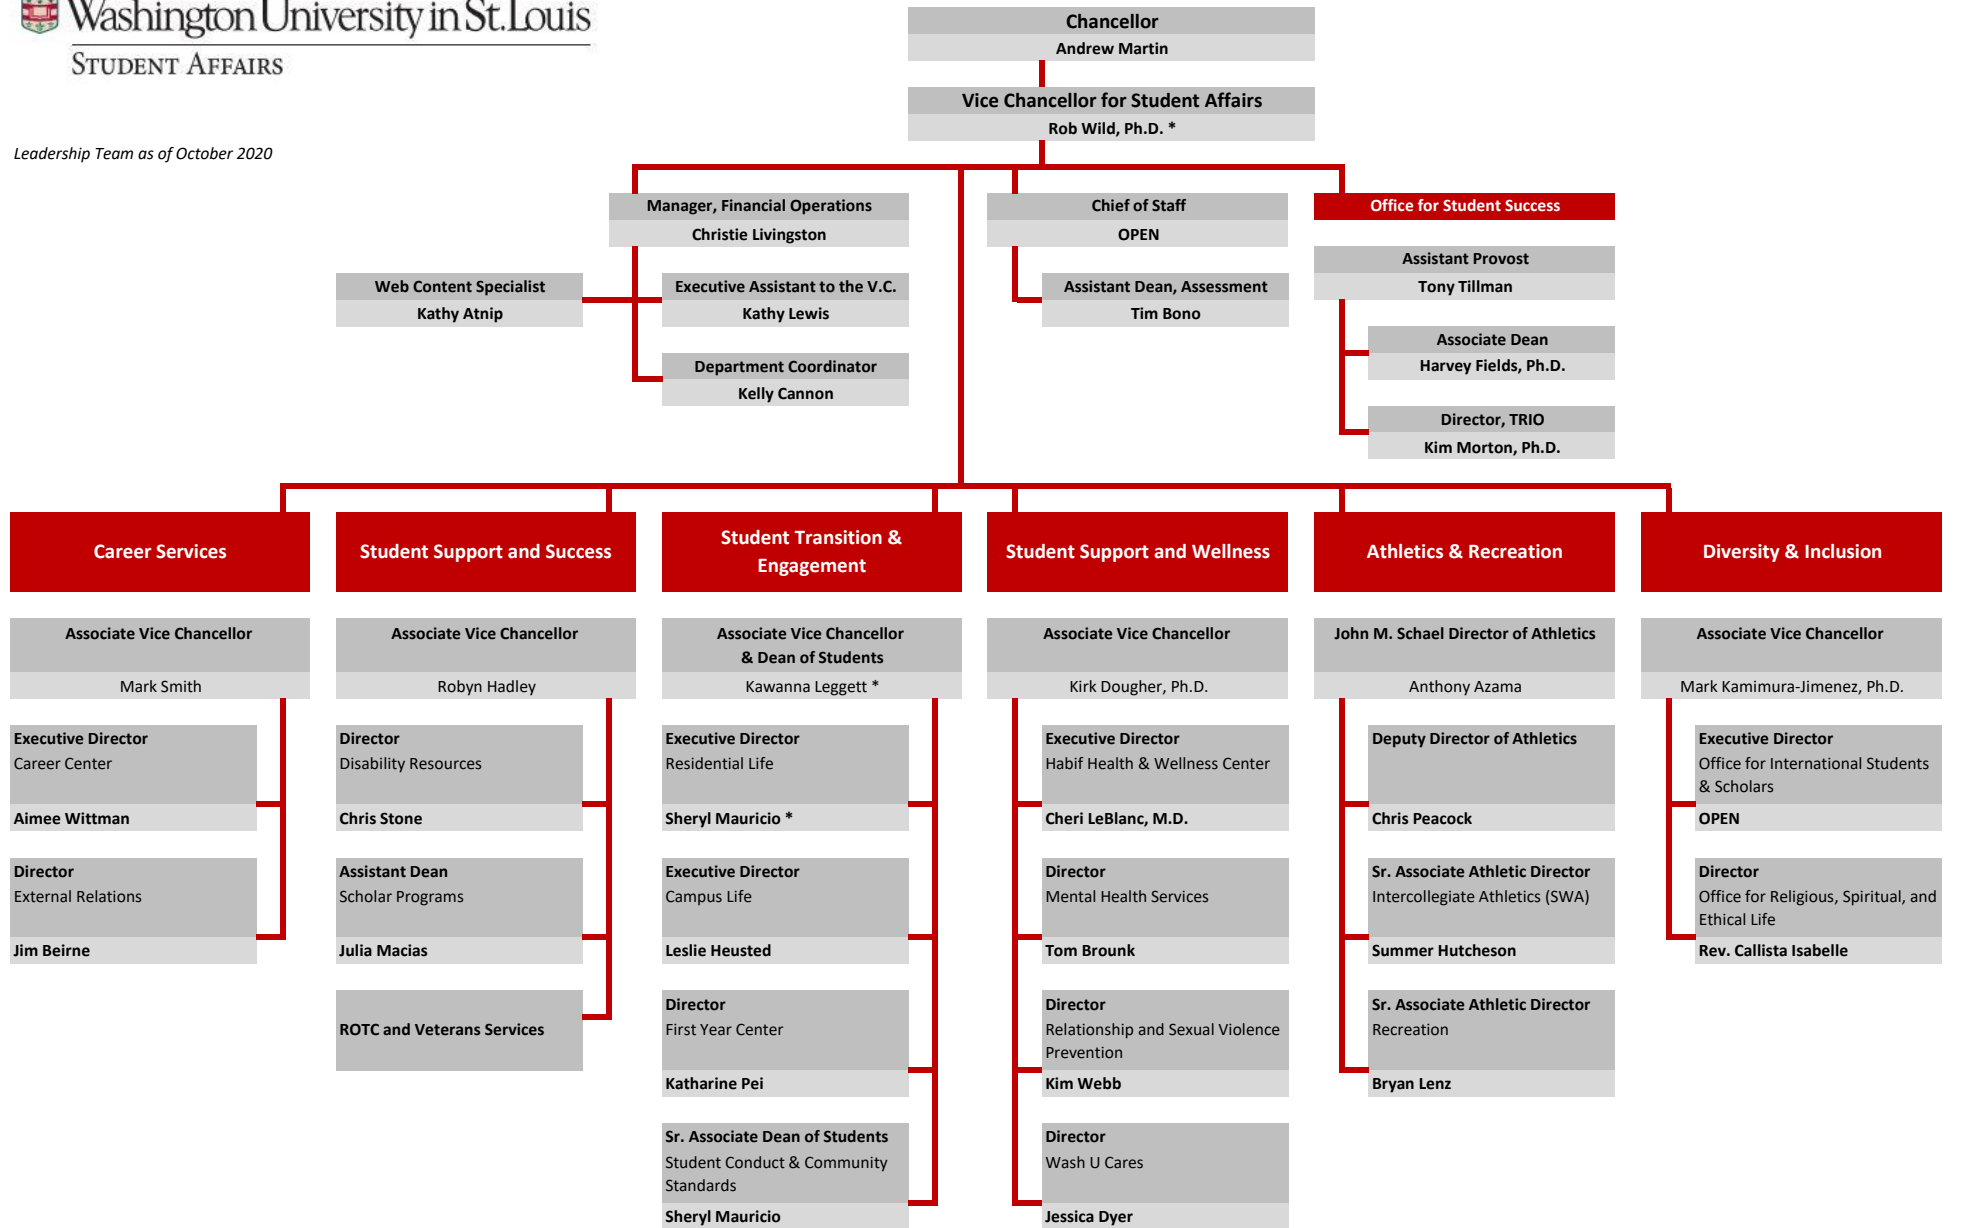 Washington University in St. Louis
STUDENT AFFAIRS
Leadership Team as of October 2020
Chancellor
Andrew Martin
Vice Chancellor for Student Affairs
Rob Wild, Ph.D. *
Manager, Financial Operations
Christie Livingston
Chief of Staff
OPEN
Office for Student Success
Assistant Provost
Tony Tillman
Web Content Specialist
Kathy Atnip
Executive Assistant to the V.C.
Kathy Lewis
Assistant Dean, Assessment
Tim Bono
Department Coordinator
Kelly Cannon
Associate Dean
Harvey Fields, Ph.D.
Director, TRIO
Kim Morton, Ph.D.
Career Services
Associate Vice Chancellor
Mark Smith
Executive Director
Career Center
Aimee Wittman
Director
External Relations
Jim Beirne
Student Support and Success
Associate Vice Chancellor
Robyn Hadley
Director
Disability Resources
Chris Stone
Assistant Dean
Scholar Programs
Julia Macias
ROTC and Veterans Services
Student Transition &
Engagement
Associate Vice Chancellor
& Dean of Students
Kawanna Leggett *
Executive Director
Residential Life
Sheryl Mauricio *
Executive Director
Campus Life
Leslie Heusted
Director
First Year Center
Katharine Pei
Sr. Associate Dean of Students
Student Conduct & Community
Standards
Sheryl Mauricio
Student Support and Wellness
Associate Vice Chancellor
Kirk Dougher, Ph.D.
Executive Director
Habif Health & Wellness Center
Cheri LeBlanc, M.D.
Director
Mental Health Services
Tom Brounk
Director
Relationship and Sexual Violence
Prevention
Kim Webb
Director
Wash U Cares
Jessica Dyer
Athletics & Recreation
John M. Schael Director of Athletics
Anthony Azama
Deputy Director of Athletics
Chris Peacock
Sr. Associate Athletic Director
Intercollegiate Athletics (SWA)
Summer Hutcheson
Sr. Associate Athletic Director
Recreation
Bryan Lenz
Diversity & Inclusion
Associate Vice Chancellor
Mark Kamimura-Jimenez, Ph.D.
Executive Director
Office for International Students
& Scholars
OPEN
Director
Office for Religious, Spiritual, and
Ethical Life
Rev. Callista Isabelle